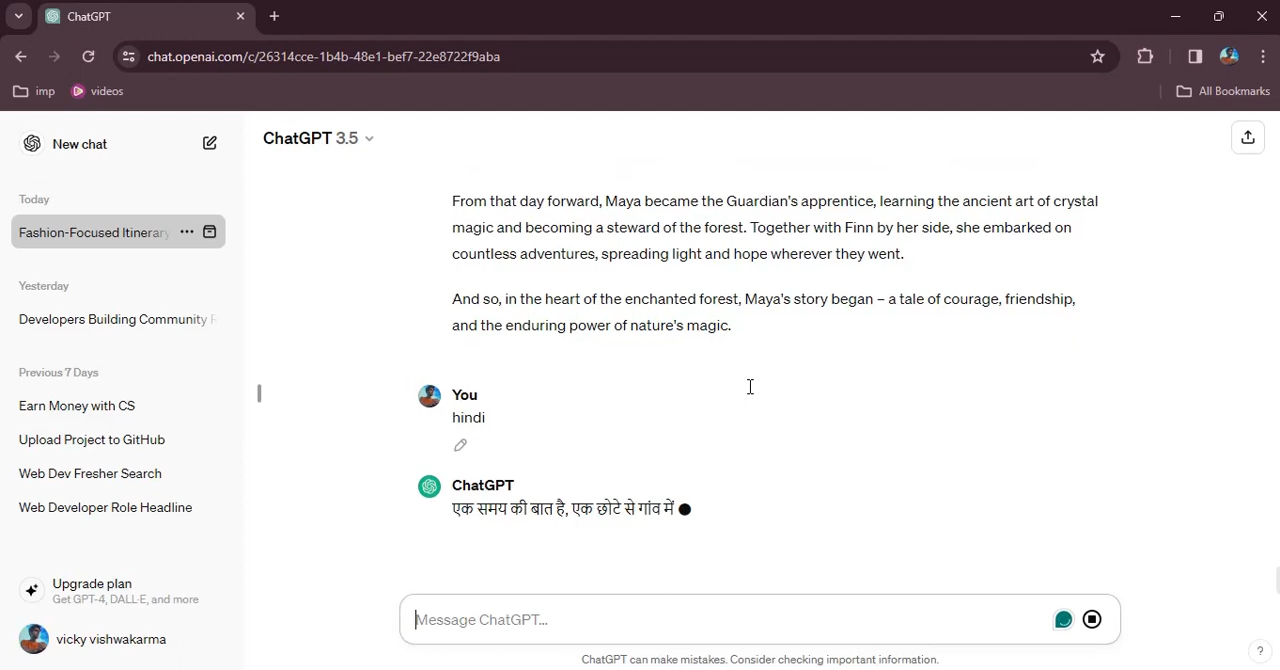 ChatGPT
chat.openai.com/c/26314cce-1b4b-48e1-bef7-22e8722f9aba
imp
videos
All Bookmarks
New chat
Today
Fashion-Focused Itinerary
Yesterday
Developers Building Community
Previous 7 Days
Earn Money with CS
Upload Project to GitHub
Web Dev Fresher Search
Web Developer Role Headline
Upgrade plan
Get GPT-4, DALL·E, and more
vicky vishwakarma
ChatGPT 3.5
From that day forward, Maya became the Guardian's apprentice, learning the ancient art of crystal
magic and becoming a steward of the forest. Together with Finn by her side, she embarked on
countless adventures, spreading light and hope wherever they went.
And so, in the heart of the enchanted forest, Maya's story began – a tale of courage, friendship,
and the enduring power of nature's magic.
You
hindi
ChatGPT
एक समय की बात है, एक छोटे से गांव में
Message ChatGPT...
ChatGPT can make mistakes. Consider checking important information.
?